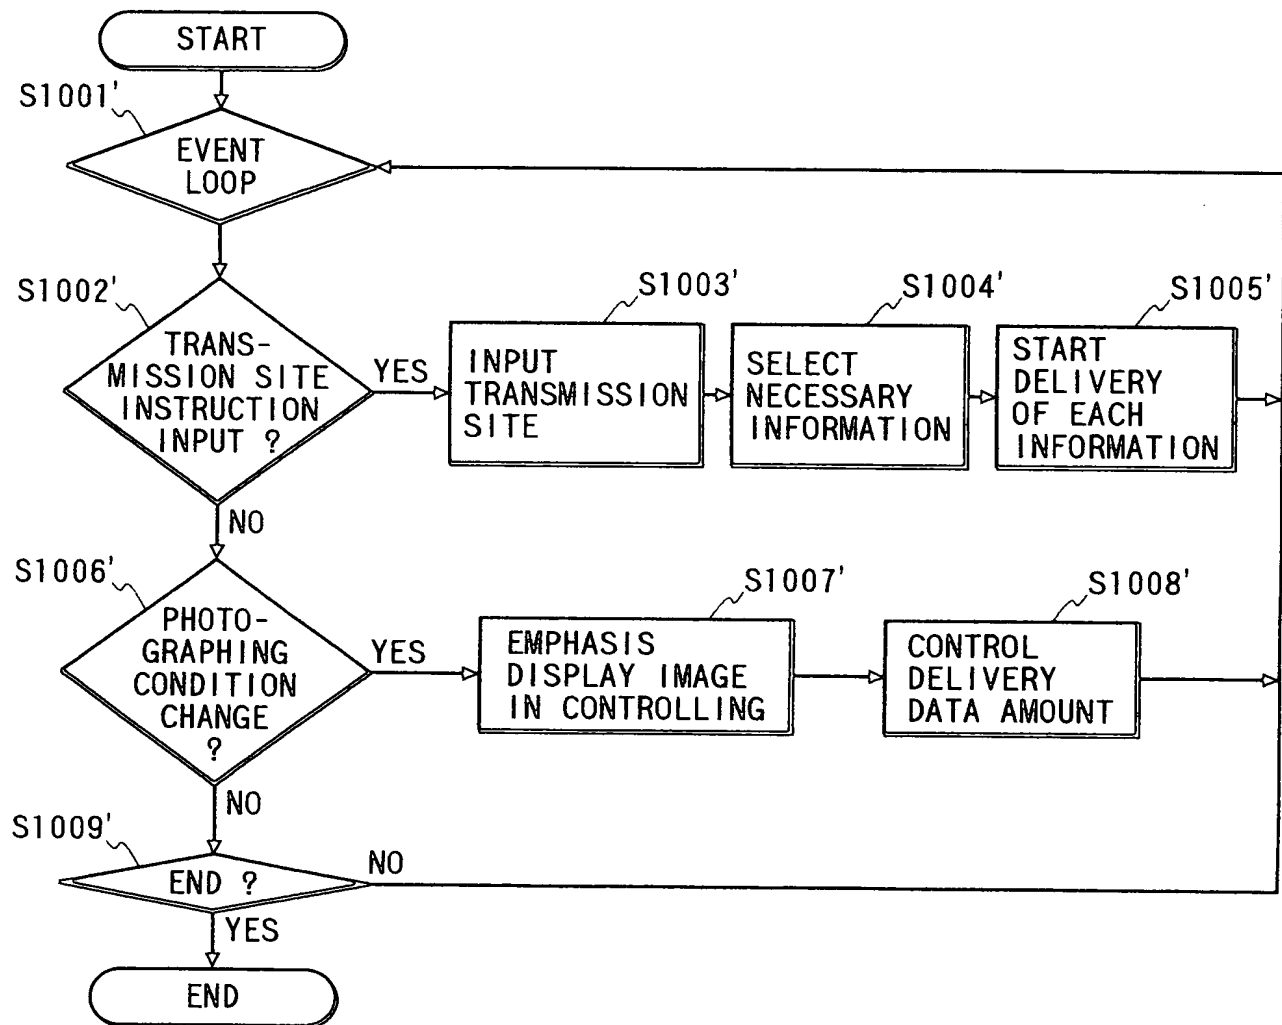 START
S1001'
EVENT
LOOP
S1002'
TRANS-
MISSION SITE
INSTRUCTION
INPUT ?
YES
S1003'
INPUT
TRANSMISSION
SITE
S1004'
SELECT
NECESSARY
INFORMATION
S1005'
START
DELIVERY
OF EACH
INFORMATION
NO
S1006'
PHOTO-
GRAPHING
CONDITION
CHANGE
?
YES
S1007'
EMPHASIS
DISPLAY IMAGE
IN CONTROLLING
S1008'
CONTROL
DELIVERY
DATA AMOUNT
NO
S1009'
END ?
NO
YES
END